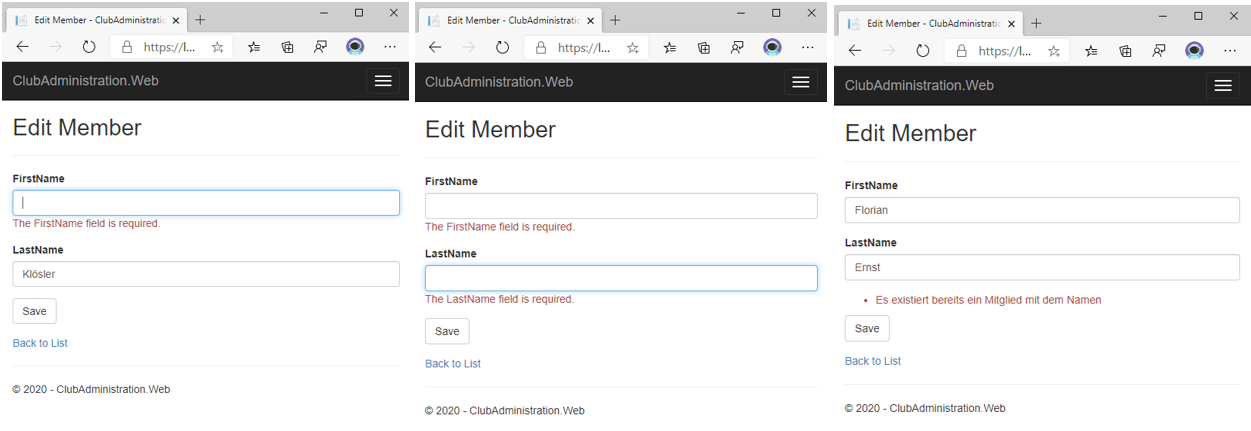 Edit Member - ClubAdministration
https://l...
ClubAdministration.Web
Edit Member
FirstName
The FirstName field is required.
LastName
Klösler
Save
Back to List
© 2020 - ClubAdministration.Web
Edit Member - ClubAdministration
https://l...
ClubAdministration.Web
Edit Member
FirstName
The FirstName field is required.
LastName
The LastName field is required.
Save
Back to List
© 2020 - ClubAdministration.Web
Edit Member - ClubAdministration
https://l...
ClubAdministration.Web
Edit Member
FirstName
Florian
LastName
Ernst
• Es existiert bereits ein Mitglied mit dem Namen
Save
Back to List
© 2020 - ClubAdministration.Web